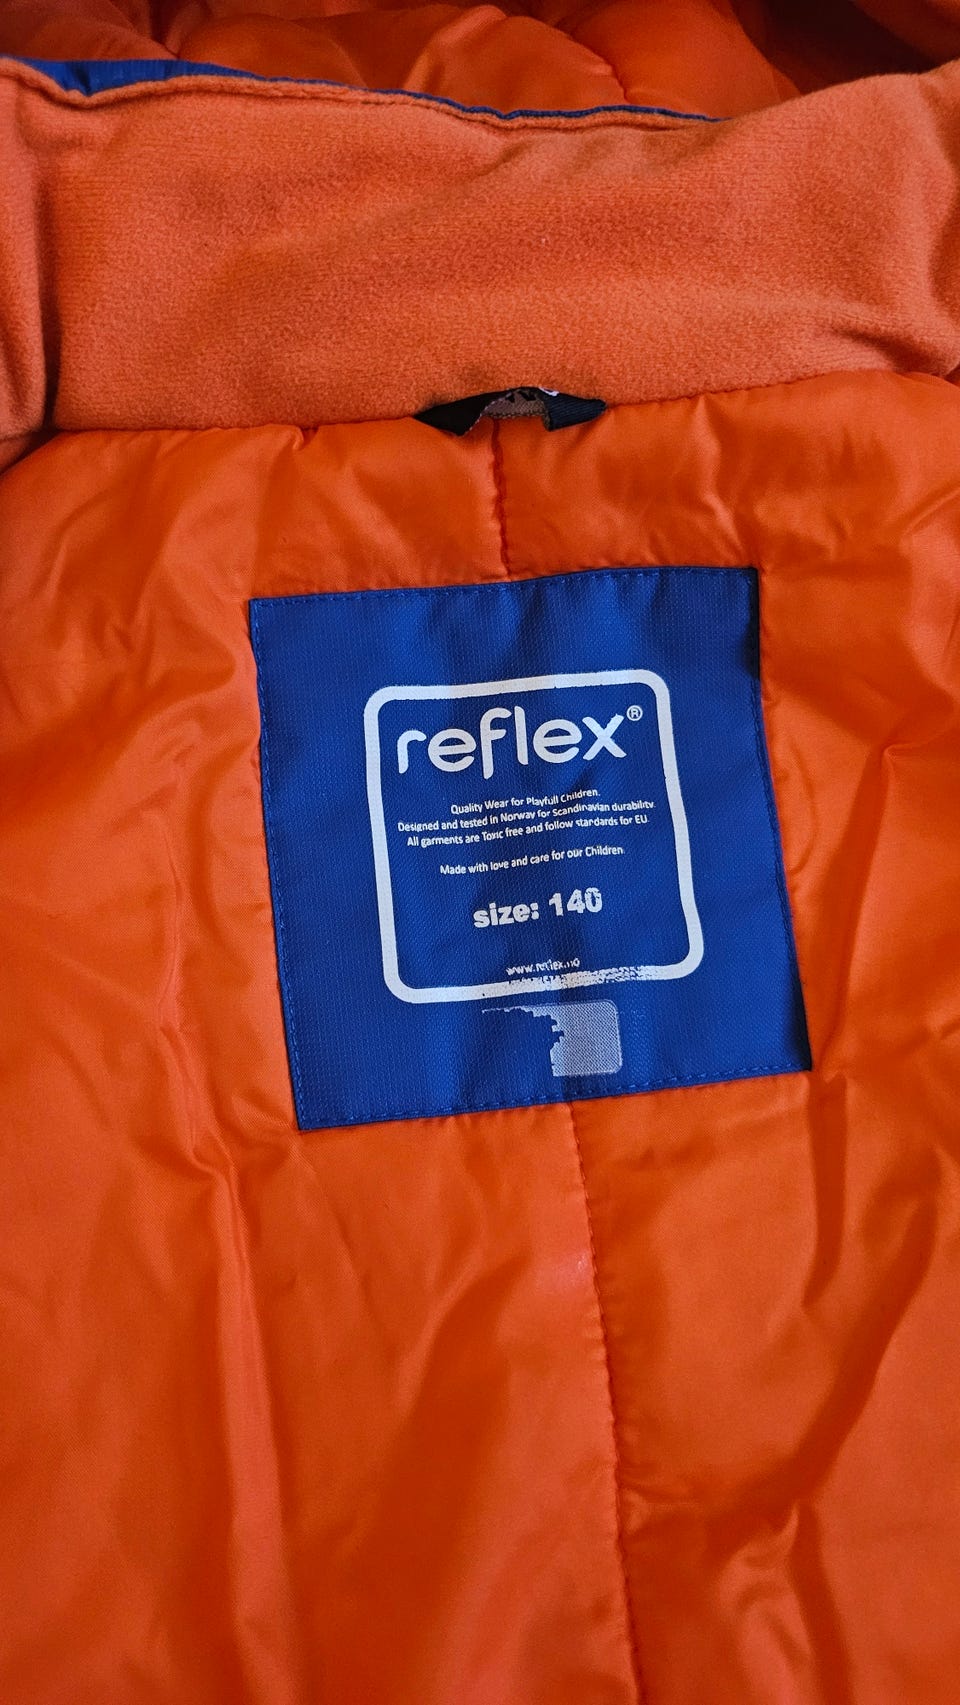 reflex®
Quality Wear for Playfull Children.
Designed and tested in Norway for Scandinavian durability.
All garments are Toxic free and follow standards for EU.
Made with love and care for our Children.
size: 140
www.reflex.no